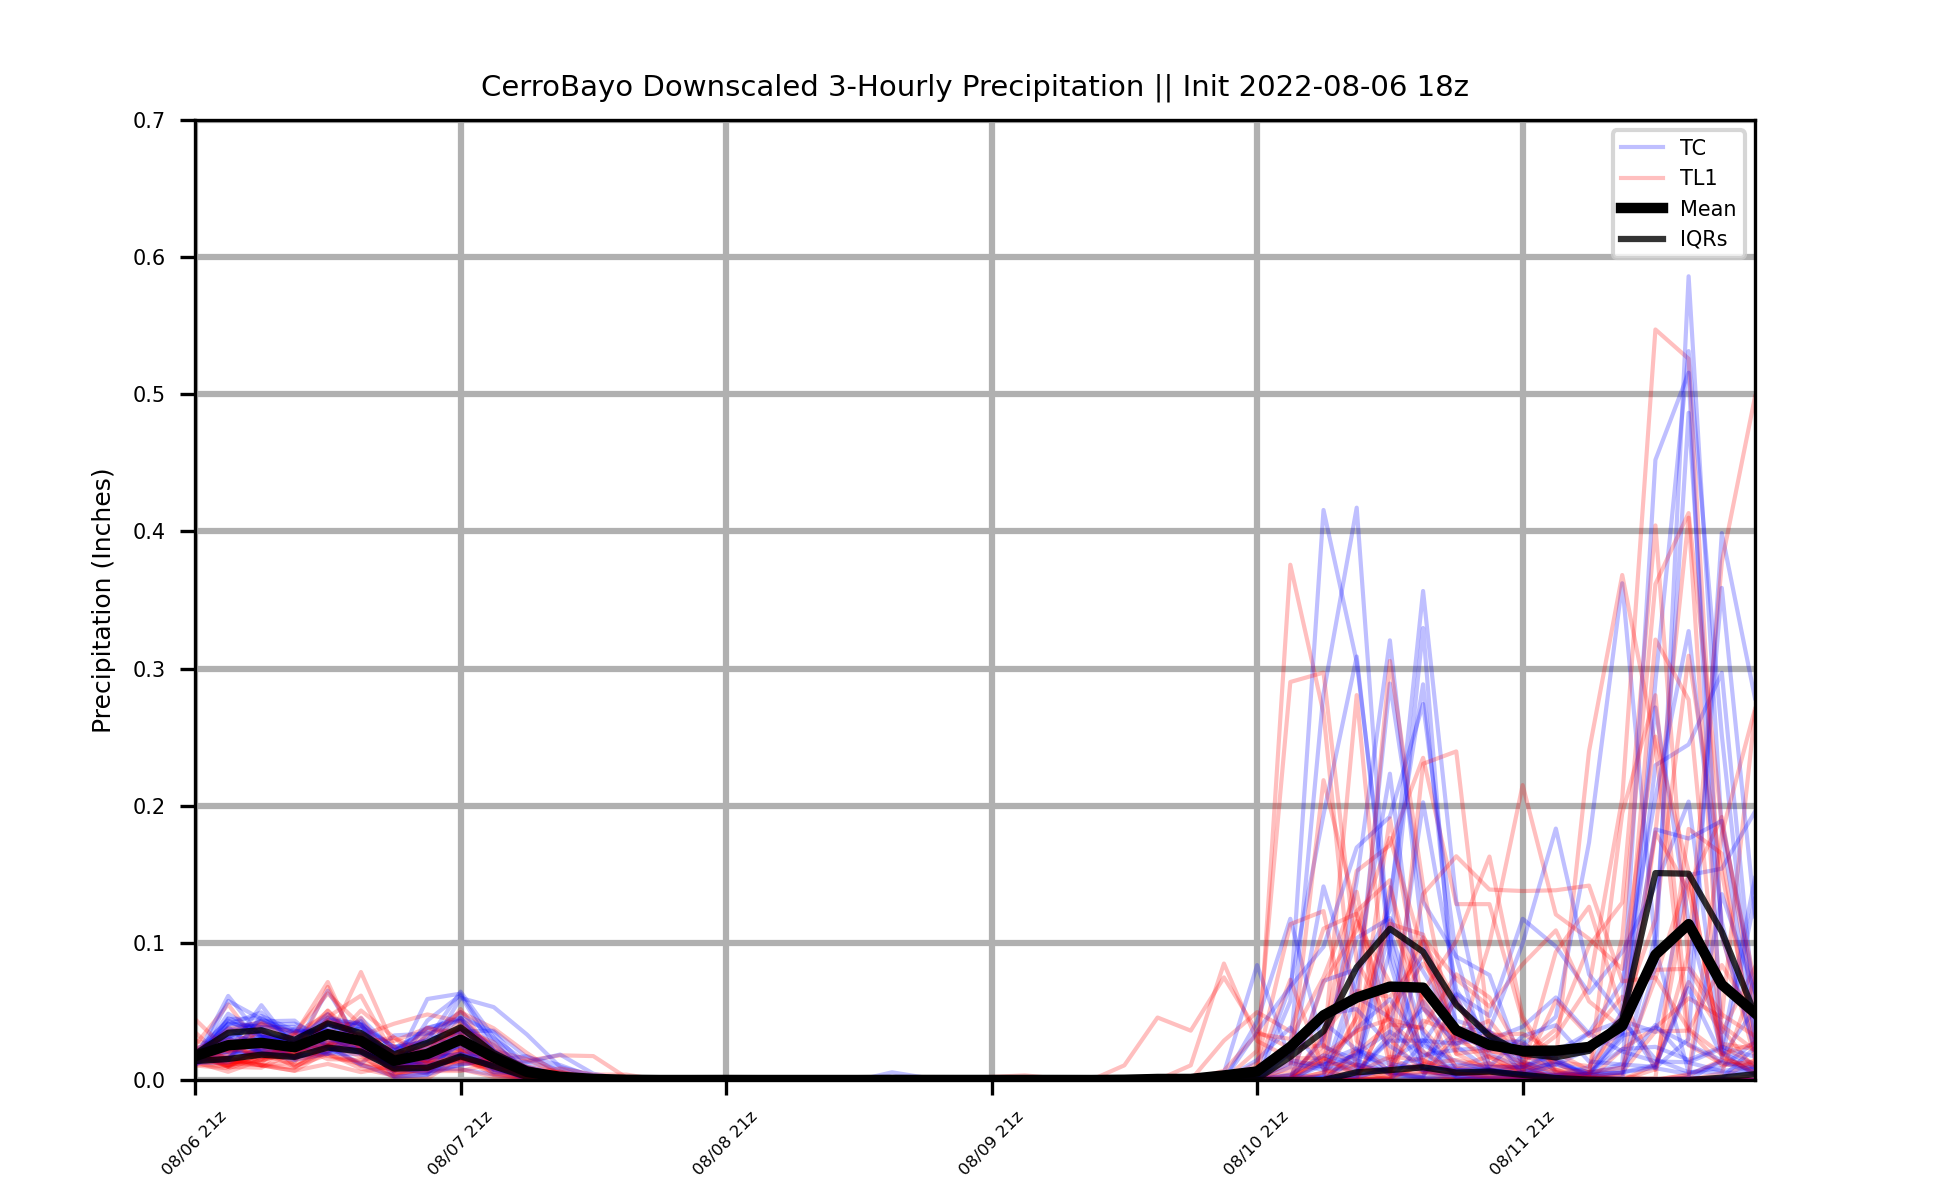 CerroBayo Downscaled 3-Hourly Precipitation || Init 2022-08-06 18z
Precipitation (Inches)
0.7
0.6
0.5
0.4
0.3
0.2
0.1
0.0
TC
TL1
Mean
IQRs
08/06 21z
08/07 21z
08/08 21z
08/09 21z
08/10 21z
08/11 21z